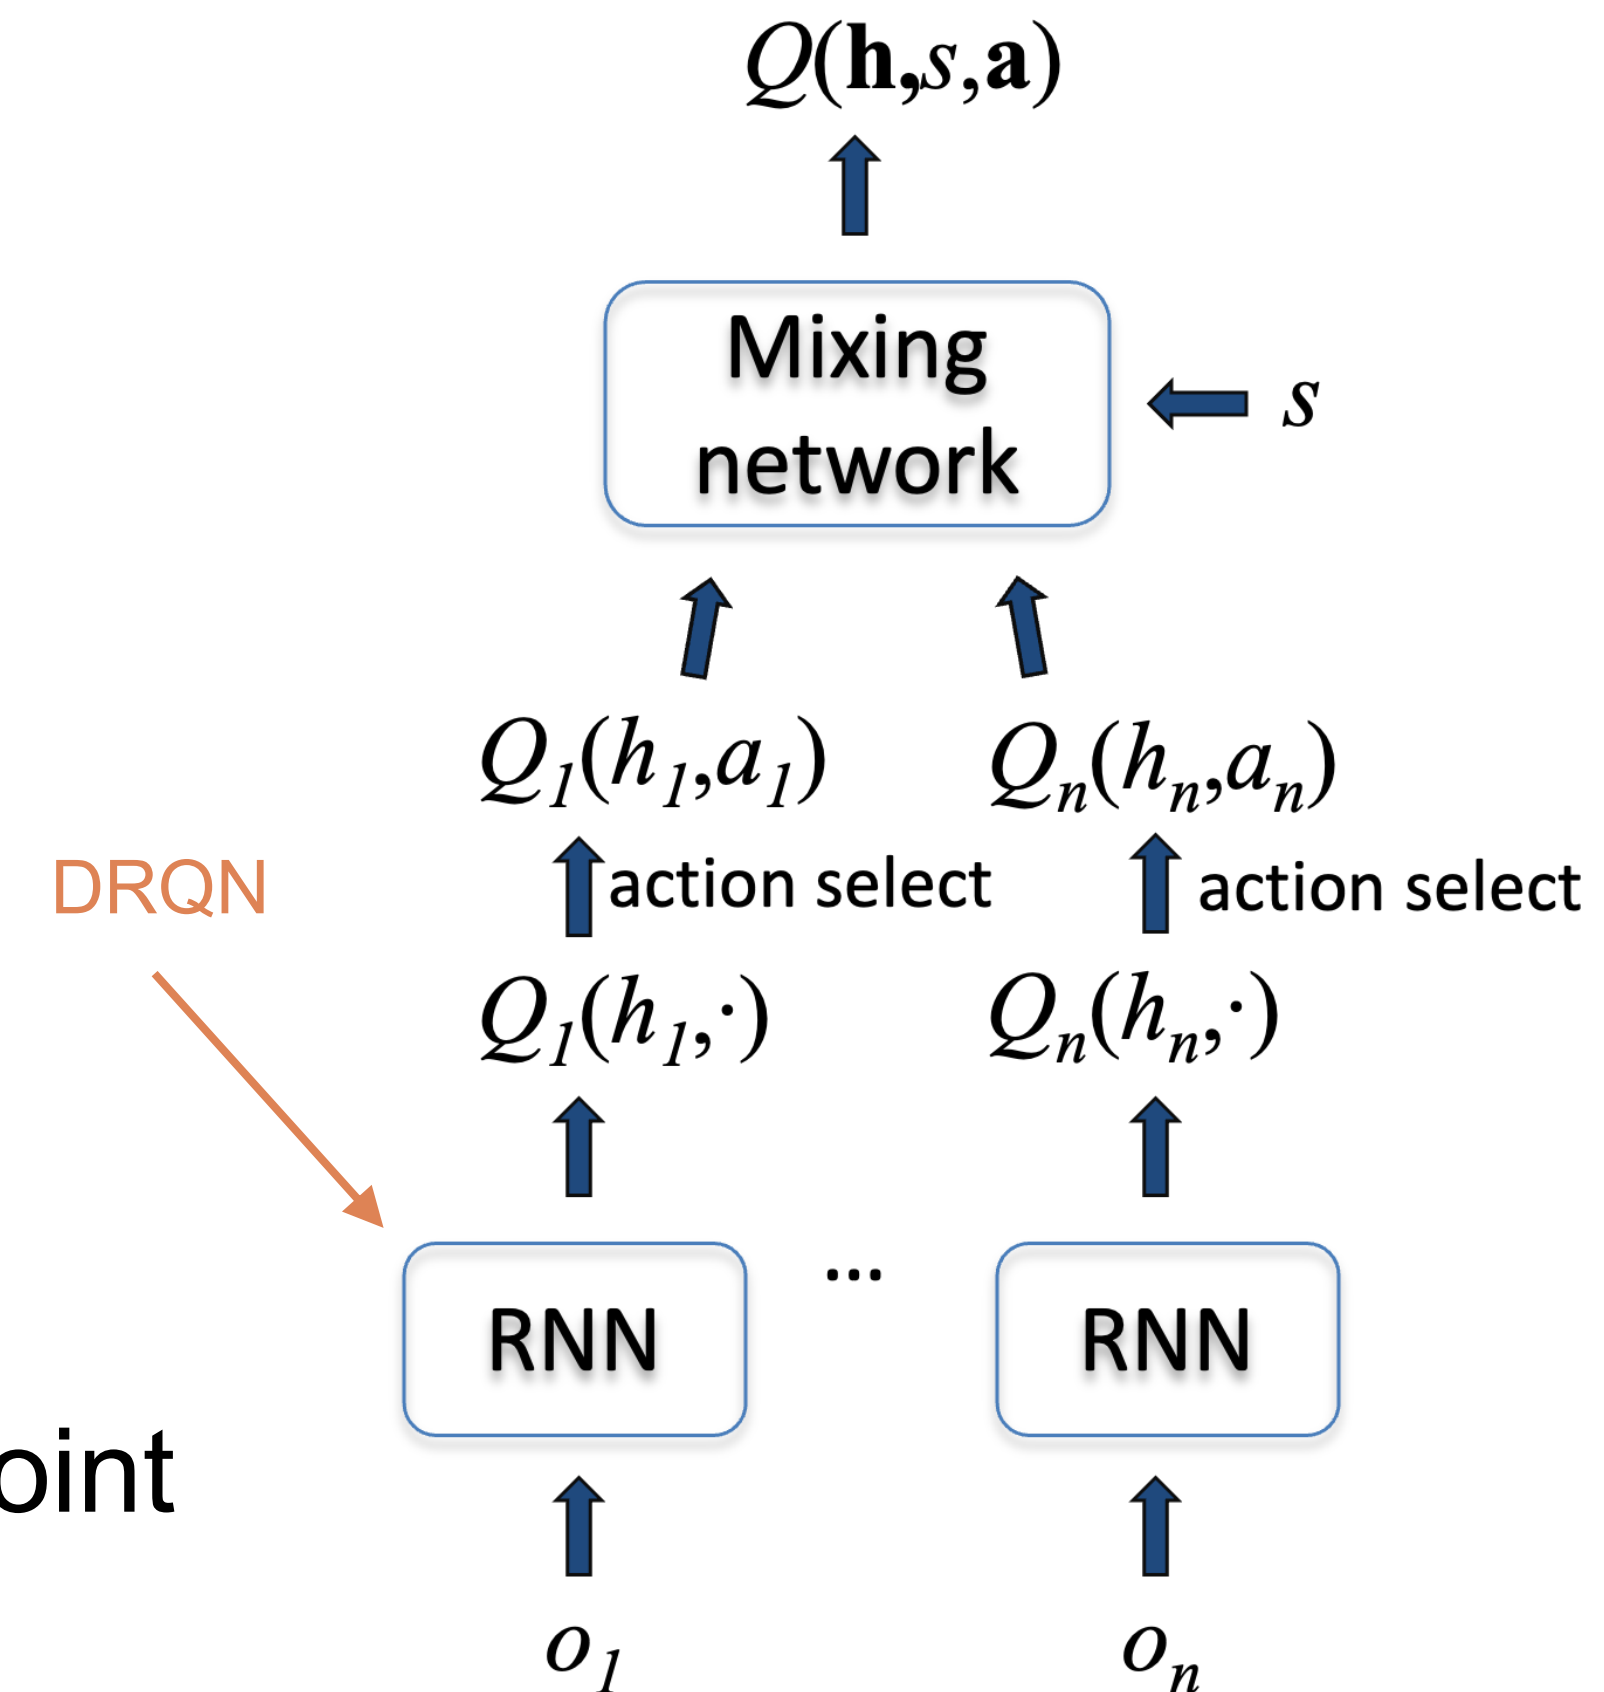 Q(h,s,a)
Mixing
network
s
Q₁(h₁,a₁) Qₙ(hₙ,aₙ)
DRQN
action select action select
Q₁(h₁,·) Qₙ(hₙ,·)
RNN ... RNN
oint
o₁ oₙ